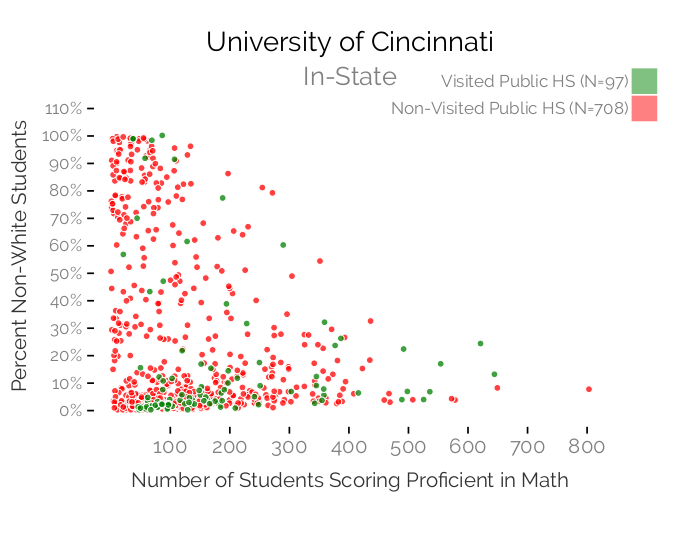 University of Cincinnati
In-State
Visited Public HS (N=97)
Non-Visited Public HS (N=708)
Percent Non-White Students
110%
100%
90%
80%
70%
60%
50%
40%
30%
20%
10%
0%
100 200 300 400 500 600 700 800
Number of Students Scoring Proficient in Math